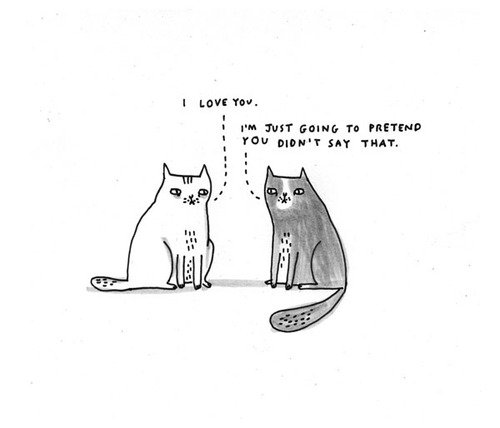 I LOVE YOU.
I'M JUST GOING TO PRETEND
YOU DIDN'T SAY THAT.